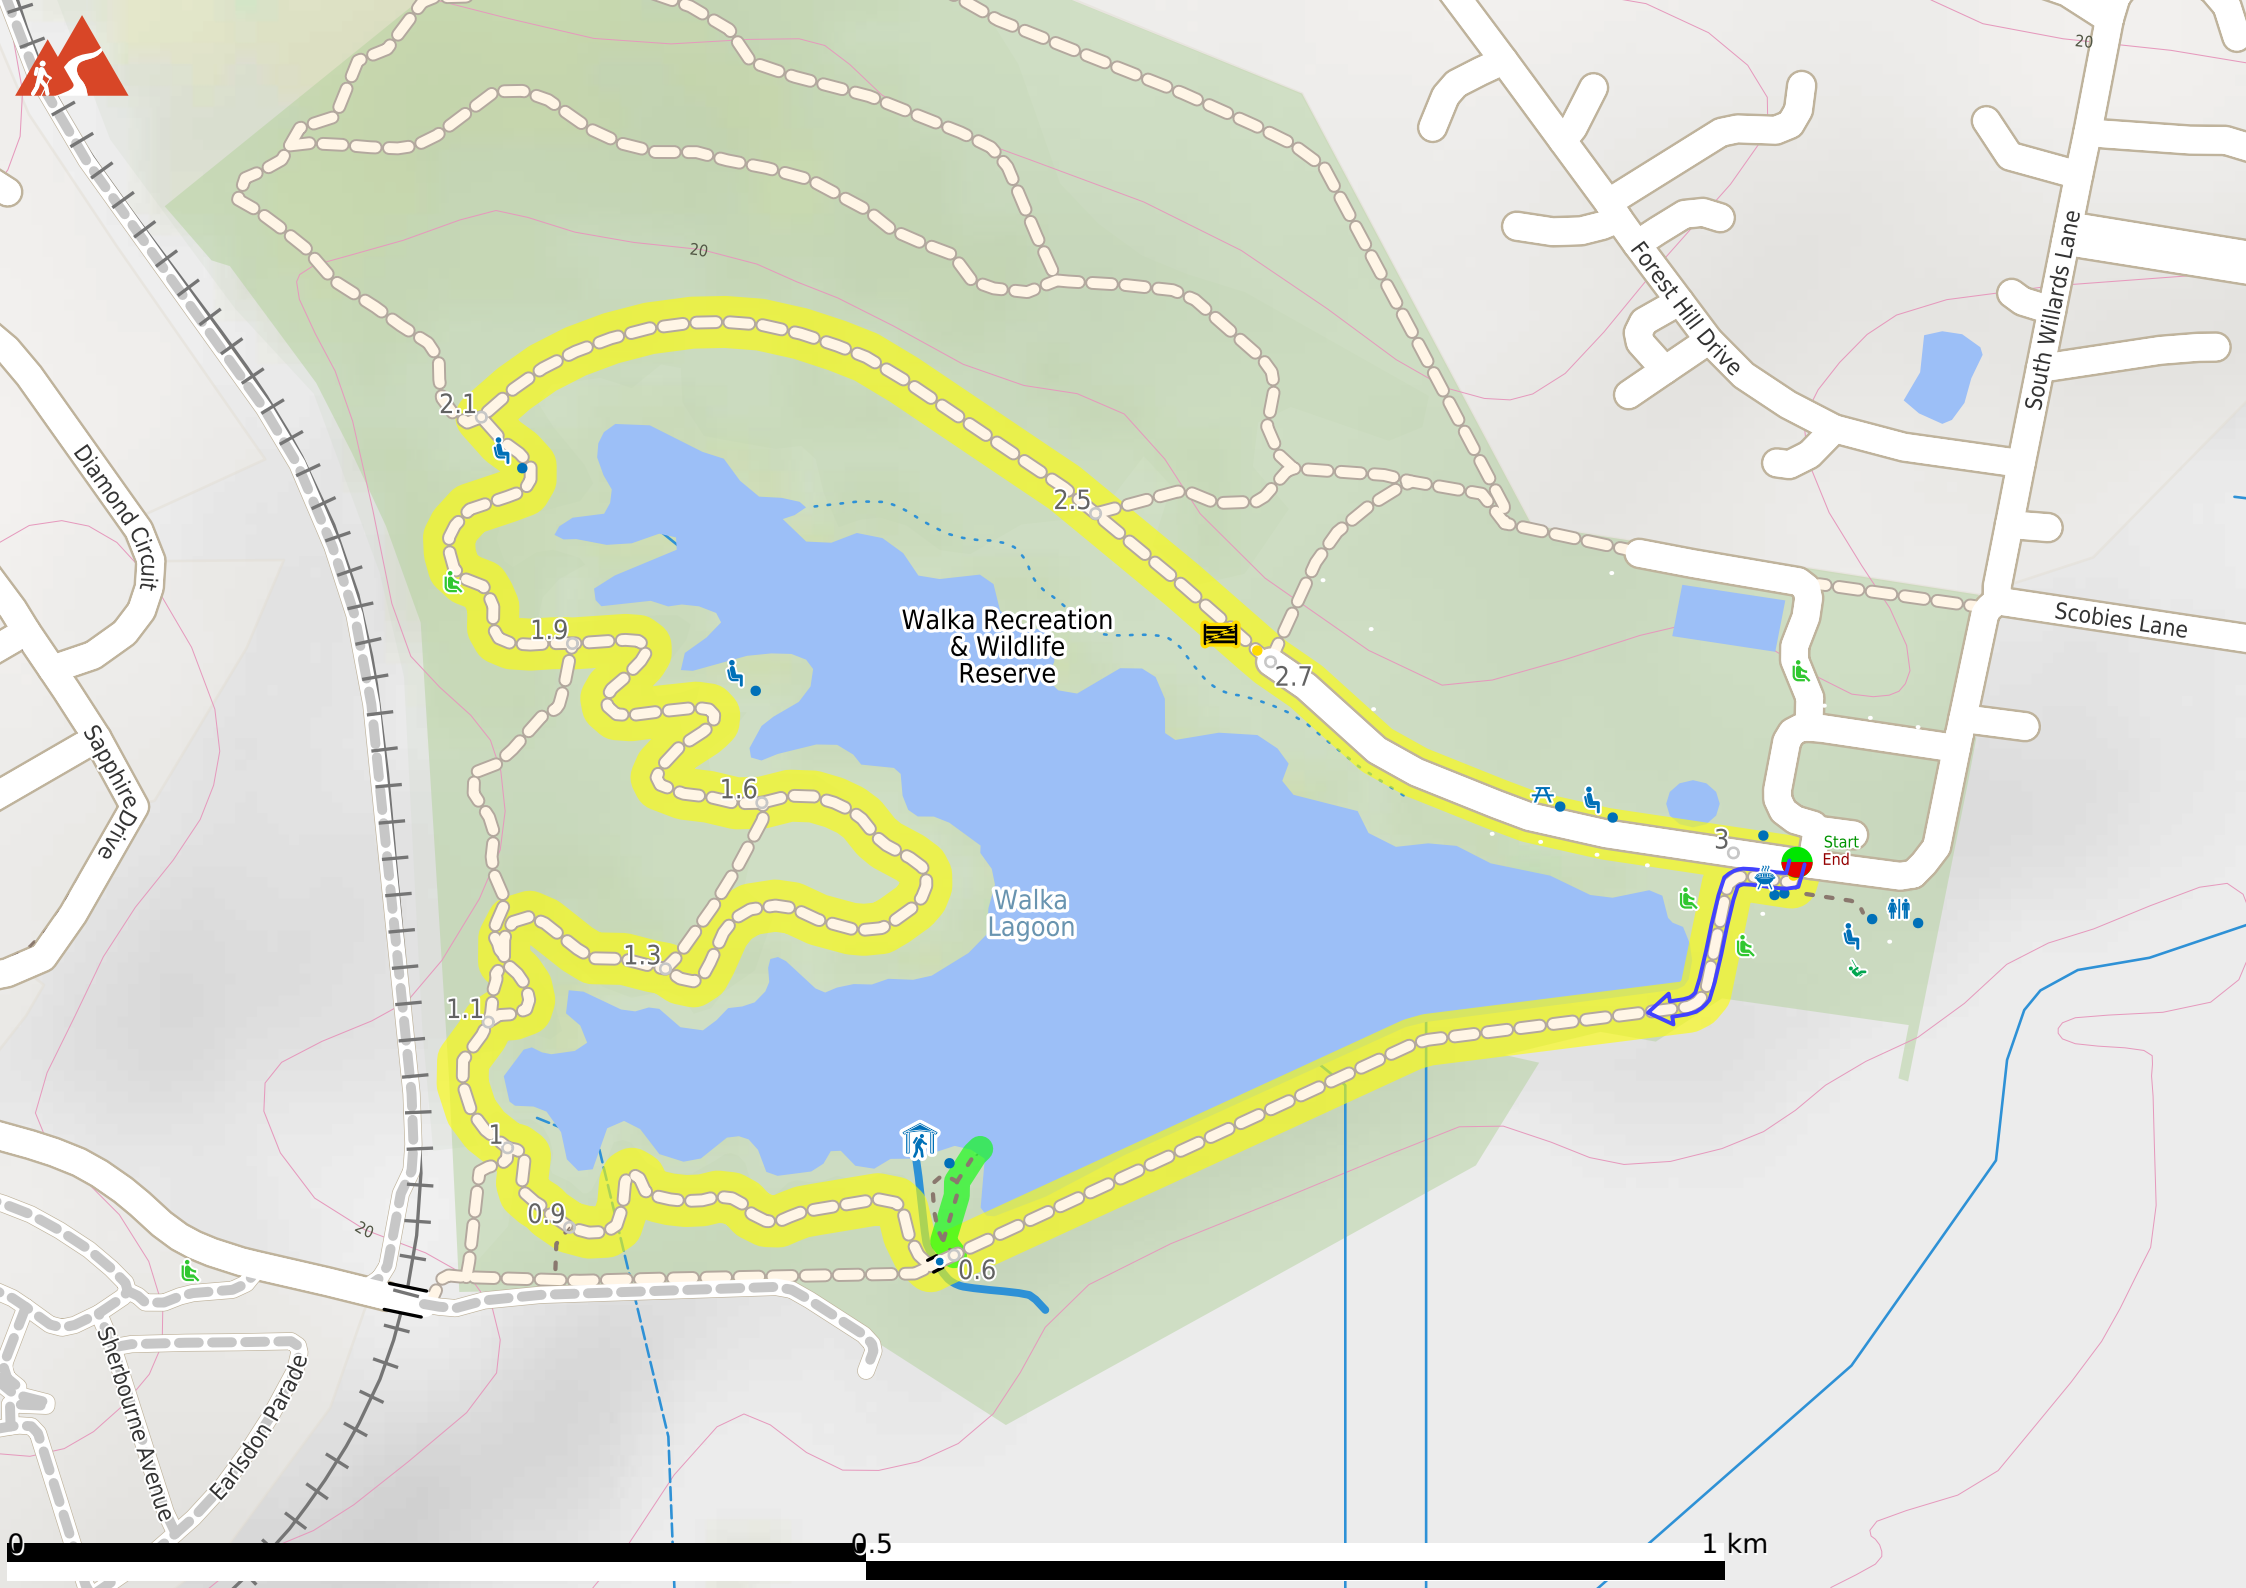 20
20
Forest Hill Drive
South Willards Lane
2.1
Diamond Circuit
2.5
Walka Recreation
& Wildlife
Reserve
Scobies Lane
1.9
2.7
Sapphire Drive
1.6
3
Start
End
Walka
Lagoon
1.3
1.1
1
0.9
20
0.6
Sherbourne Avenue
Earlsdon Parade
0
0.5
1 km